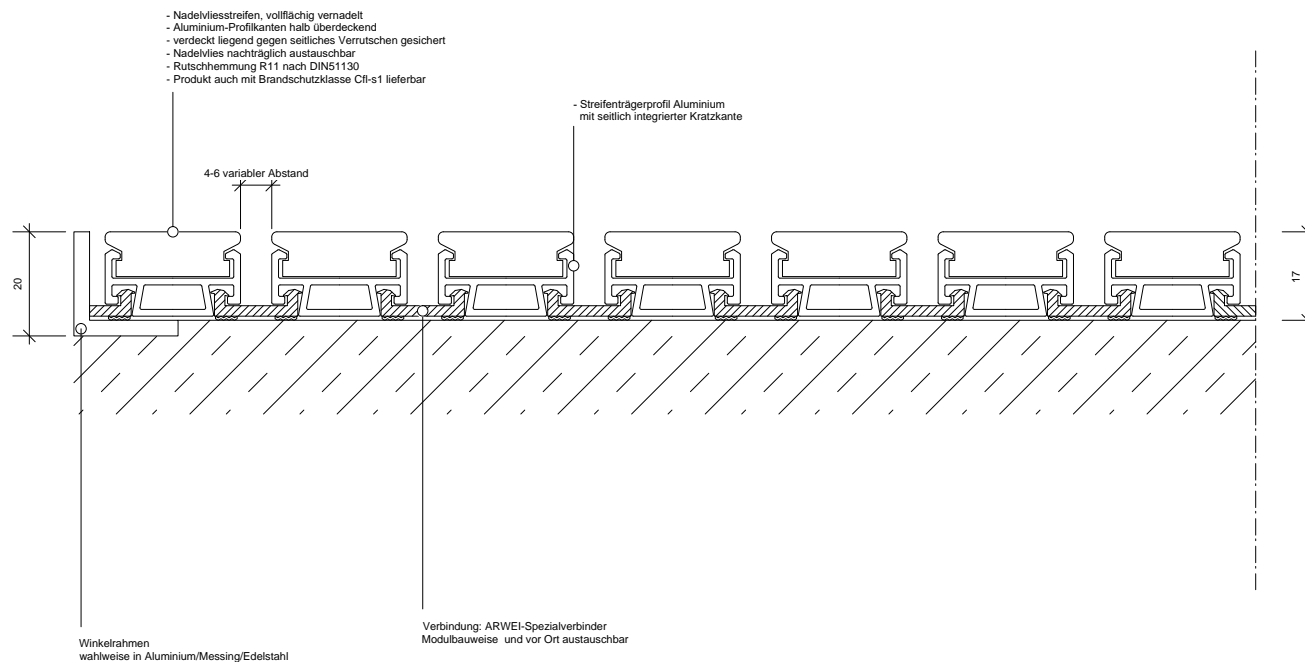 - Nadelvliesstreifen, vollflächig vernadelt
- Aluminium-Profilkanten halb überdeckend
- verdeckt liegend gegen seitliches Verrutschen gesichert
- Nadelvlies nachträglich austauschbar
- Rutschhemmung R11 nach DIN51130
- Produkt auch mit Brandschutzklasse Cfl-s1 lieferbar
- Streifenträgerprofil Aluminium
mit seitlich integrierter Kratzkante
4-6 variabler Abstand
20
17
Winkelrahmen
wahlweise in Aluminium/Messing/Edelstahl
Verbindung: ARWEI-Spezialverbinder
Modulbauweise und vor Ort austauschbar